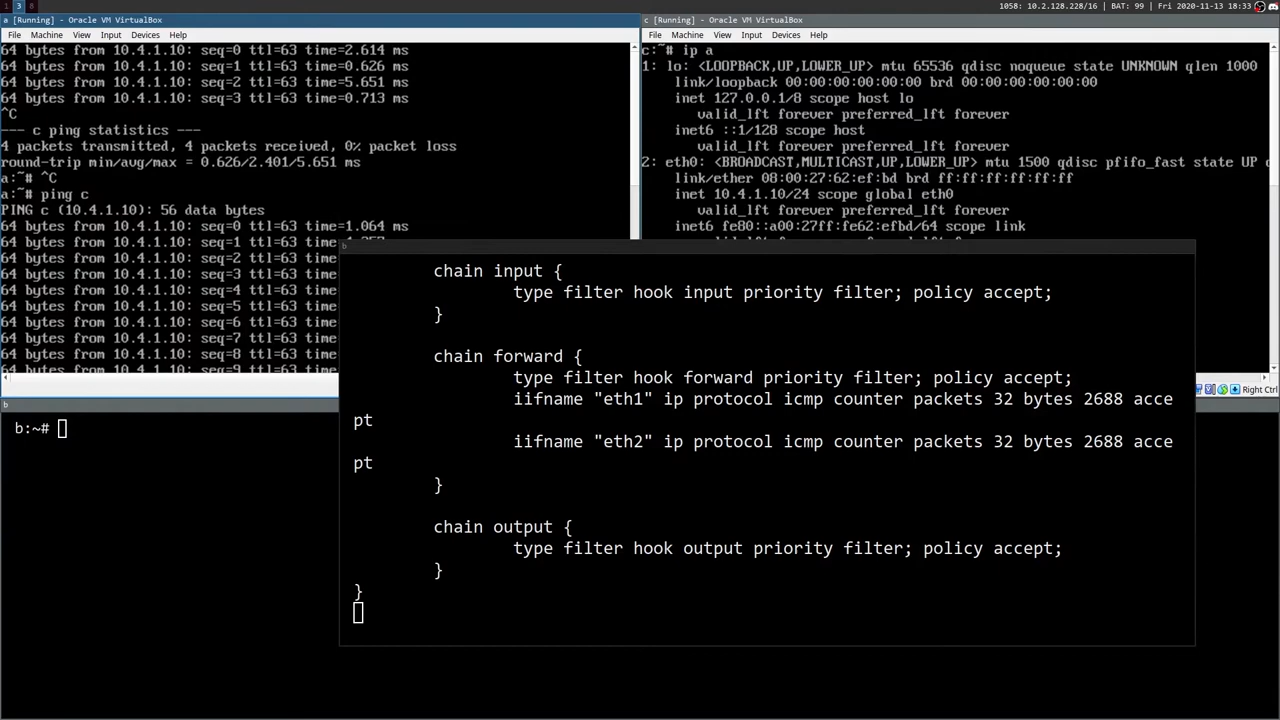 1 3 8
1058: 10.2.128.228/16 | BAT: 99 | Fri 2020-11-13 18:33
a [Running] - Oracle VM VirtualBox
File Machine View Input Devices Help
64 bytes from 10.4.1.10: seq=0 ttl=63 time=2.614 ms
64 bytes from 10.4.1.10: seq=1 ttl=63 time=0.626 ms
64 bytes from 10.4.1.10: seq=2 ttl=63 time=5.651 ms
64 bytes from 10.4.1.10: seq=3 ttl=63 time=0.713 ms
^C
--- c ping statistics ---
4 packets transmitted, 4 packets received, 0% packet loss
round-trip min/avg/max = 0.626/2.401/5.651 ms
a:~# ^C
a:~# ping c
PING c (10.4.1.10): 56 data bytes
64 bytes from 10.4.1.10: seq=0 ttl=63 time=1.064 ms
64 bytes from 10.4.1.10: seq=1 ttl=63
64 bytes from 10.4.1.10: seq=2 ttl=63 time
64 bytes from 10.4.1.10: seq=3 ttl=63 time
64 bytes from 10.4.1.10: seq=4 ttl=63 time
64 bytes from 10.4.1.10: seq=5 ttl=63 time
64 bytes from 10.4.1.10: seq=6 ttl=63 time
64 bytes from 10.4.1.10: seq=7 ttl=63 time
64 bytes from 10.4.1.10: seq=8 ttl=63 time
64 bytes from 10.4.1.10: seq=9 ttl=63 time
c [Running] - Oracle VM VirtualBox
File Machine View Input Devices Help
c:~# ip a
1: lo: <LOOPBACK,UP,LOWER_UP> mtu 65536 qdisc noqueue state UNKNOWN qlen 1000
link/loopback 00:00:00:00:00:00 brd 00:00:00:00:00:00
inet 127.0.0.1/8 scope host lo
valid_lft forever preferred_lft forever
inet6 ::1/128 scope host
valid_lft forever preferred_lft forever
2: eth0: <BROADCAST,MULTICAST,UP,LOWER_UP> mtu 1500 qdisc pfifo_fast state UP q
link/ether 08:00:27:62:ef:bd brd ff:ff:ff:ff:ff:ff
inet 10.4.1.10/24 scope global eth0
valid_lft forever preferred_lft forever
inet6 fe80::a00:27ff:fe62:efbd/64 scope link
valid_lft forever preferred_lft forever
Right Ctrl
b
b:~#
b
chain input {
type filter hook input priority filter; policy accept;
}
chain forward {
type filter hook forward priority filter; policy accept;
iifname "eth1" ip protocol icmp counter packets 32 bytes 2688 acce
pt
iifname "eth2" ip protocol icmp counter packets 32 bytes 2688 acce
pt
}
chain output {
type filter hook output priority filter; policy accept;
}
}